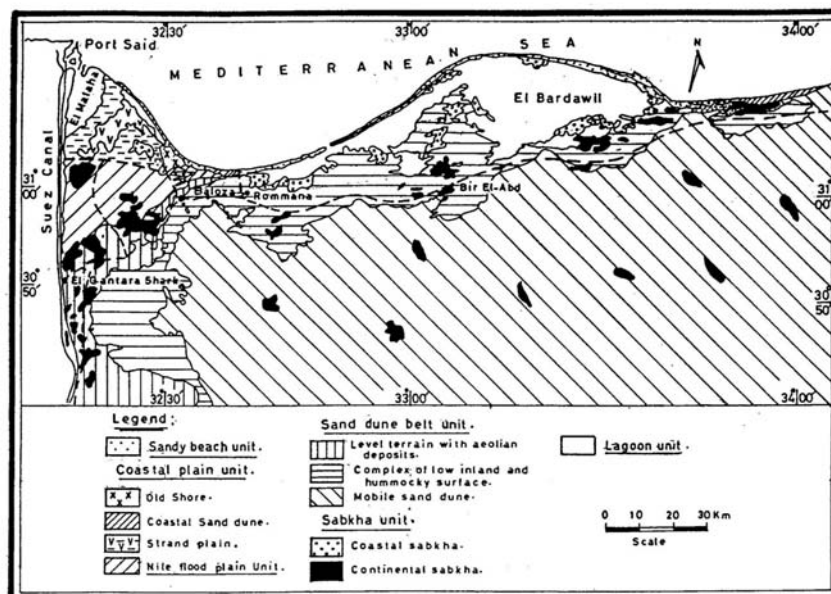 32°30′ 33°00′ 34°00′
Port Said
MEDITERRANEAN SEA
N
El Malaha
El Bardawil
Suez Canal
31°00′
Baloza
Rommana
Bir El-Abd
31°00′
30°50′
El Qantara Shark
30°50′
32°30′ 33°00′ 34°00′
Legend:
Sandy beach unit.
Coastal plain unit.
Old Shore.
Coastal Sand dune.
Strand plain.
Nile flood plain Unit.
Sand dune belt unit.
Level terrain with aeolian
deposits.
Complex of low inland and
hummocky surface.
Mobile sand dune.
Sabkha unit.
Coastal sabkha.
Continental sabkha.
Lagoon unit
0 10 20 30 Km
Scale